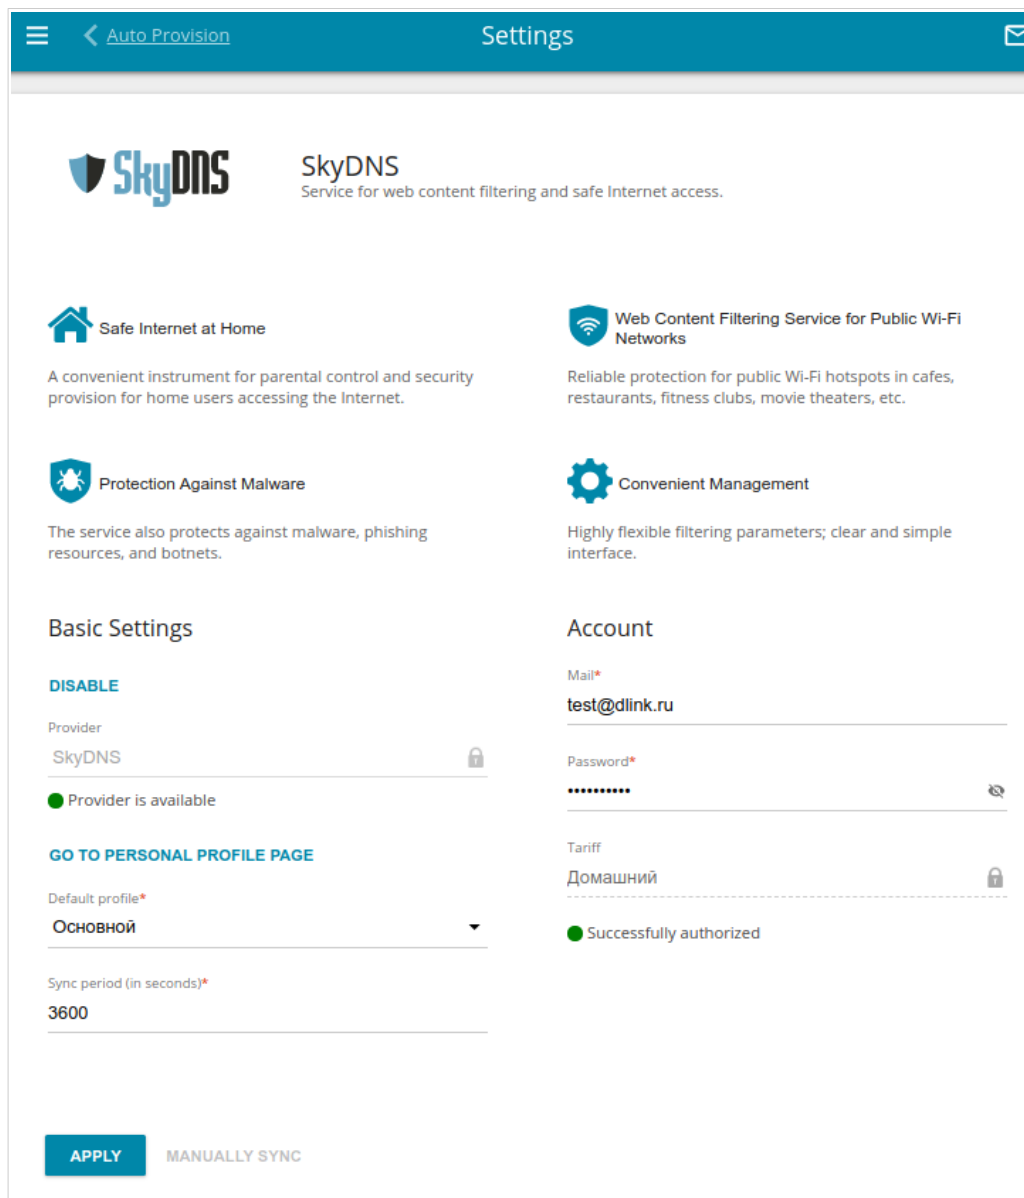 Auto Provision
Settings
SkyDNS
SkyDNS
Service for web content filtering and safe Internet access.
Safe Internet at Home
A convenient instrument for parental control and security
provision for home users accessing the Internet.
Web Content Filtering Service for Public Wi-Fi
Networks
Reliable protection for public Wi-Fi hotspots in cafes,
restaurants, fitness clubs, movie theaters, etc.
Protection Against Malware
The service also protects against malware, phishing
resources, and botnets.
Convenient Management
Highly flexible filtering parameters; clear and simple
interface.
Basic Settings
DISABLE
Provider
SkyDNS
Provider is available
GO TO PERSONAL PROFILE PAGE
Default profile*
Основной
Sync period (in seconds)*
3600
Account
Mail*
test@dlink.ru
Password*
••••••••••
Tariff
Домашний
Successfully authorized
APPLY
MANUALLY SYNC